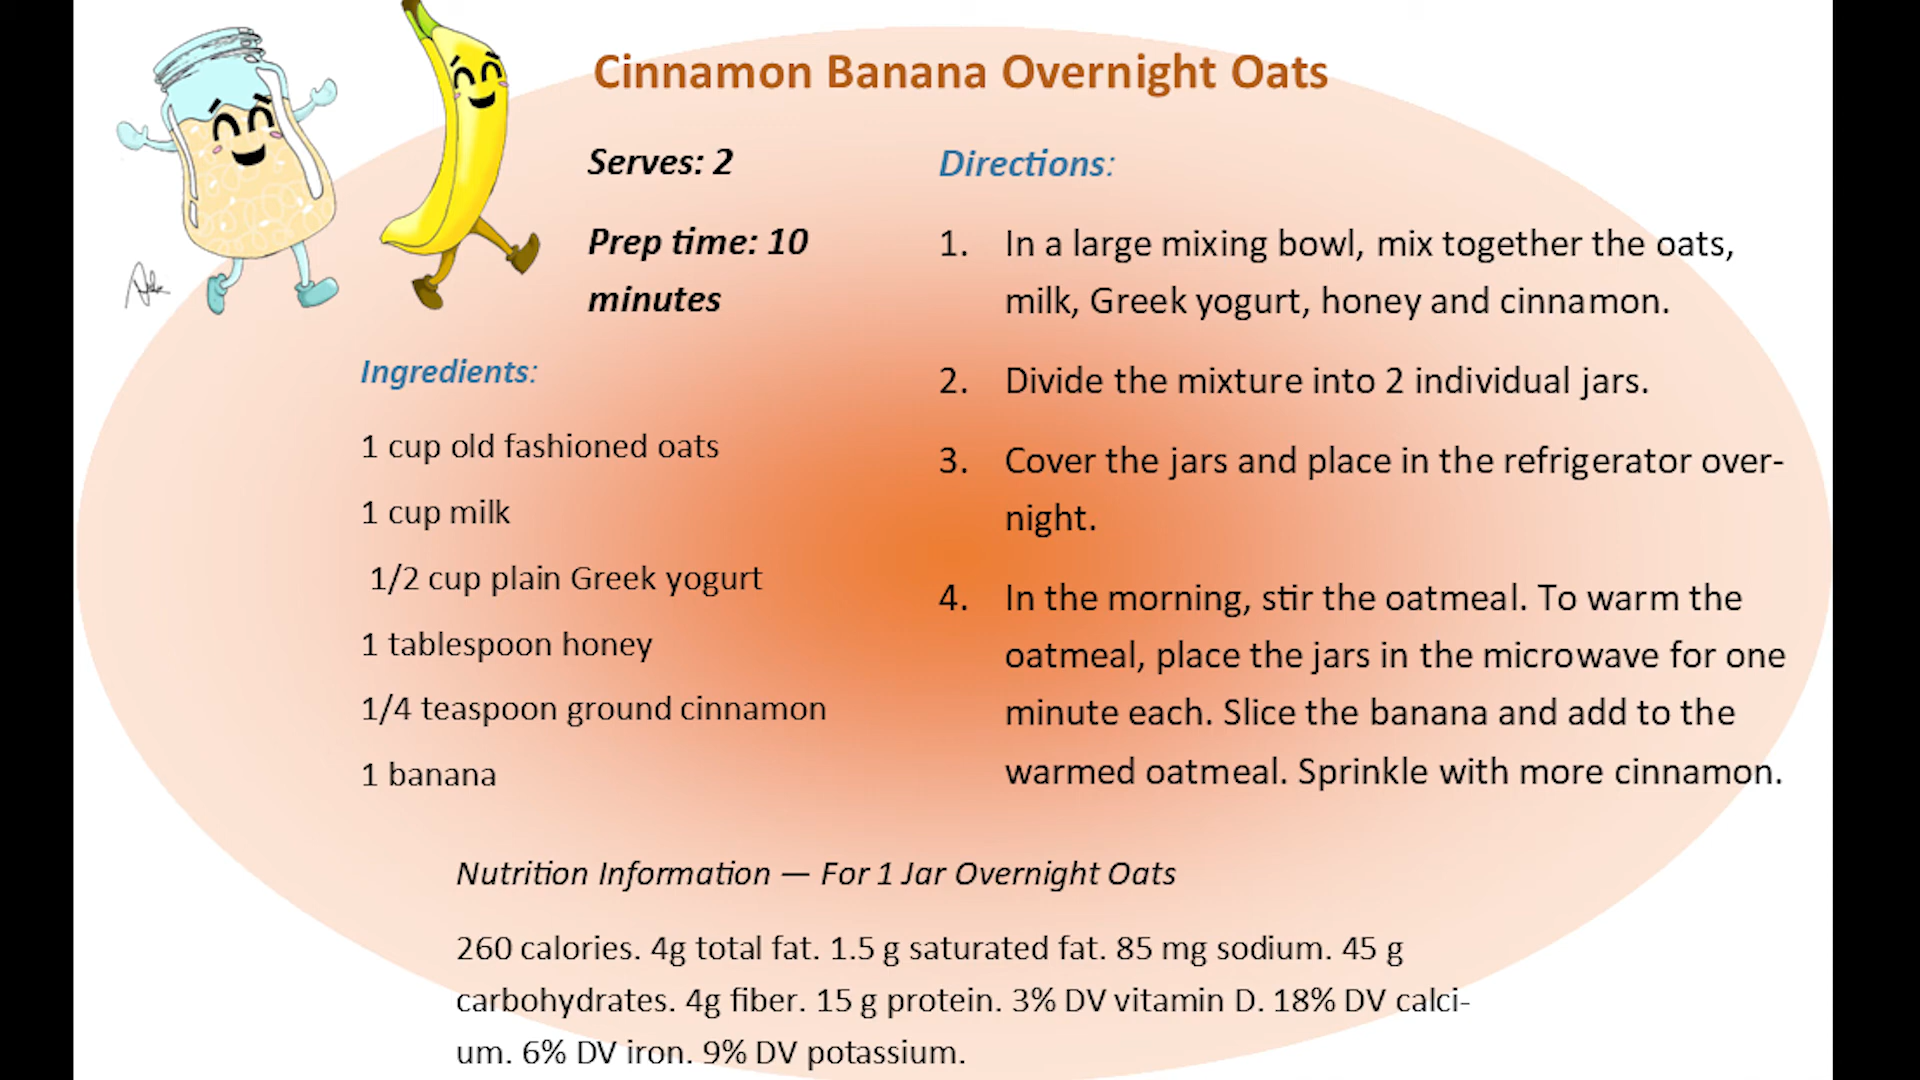 Cinnamon Banana Overnight Oats
Serves: 2
Prep time: 10
minutes
Ingredients:
1 cup old fashioned oats
1 cup milk
1/2 cup plain Greek yogurt
1 tablespoon honey
1/4 teaspoon ground cinnamon
1 banana
Directions:
1. In a large mixing bowl, mix together the oats,
milk, Greek yogurt, honey and cinnamon.
2. Divide the mixture into 2 individual jars.
3. Cover the jars and place in the refrigerator over-
night.
4. In the morning, stir the oatmeal. To warm the
oatmeal, place the jars in the microwave for one
minute each. Slice the banana and add to the
warmed oatmeal. Sprinkle with more cinnamon.
Nutrition Information — For 1 Jar Overnight Oats
260 calories. 4g total fat. 1.5 g saturated fat. 85 mg sodium. 45 g
carbohydrates. 4g fiber. 15 g protein. 3% DV vitamin D. 18% DV calci-
um. 6% DV iron. 9% DV potassium.